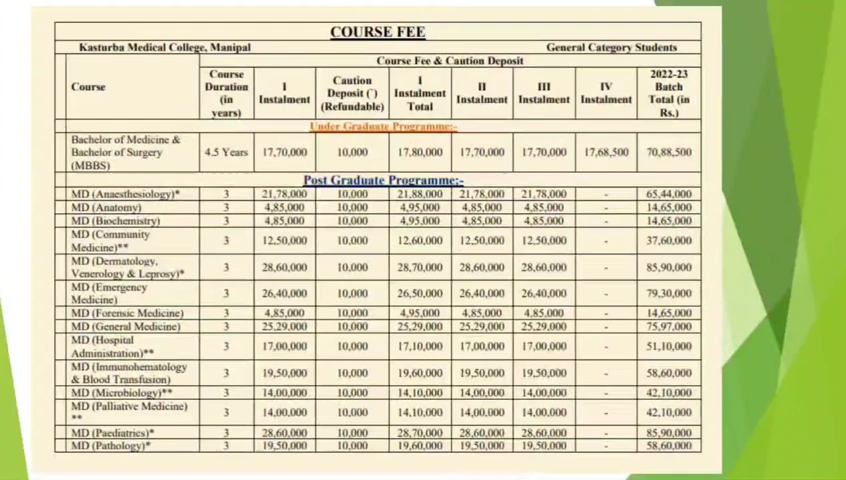 COURSE FEE
Kasturba Medical College, Manipal General Category Students
Course Fee & Caution Deposit
Course | Course Duration (in years) | I Instalment | Caution Deposit (`) (Refundable) | I Instalment Total | II Instalment | III Instalment | IV Instalment | 2022-23 Batch Total (in Rs.)
Under Graduate Programme:-
Bachelor of Medicine & Bachelor of Surgery (MBBS) | 4.5 Years | 17,70,000 | 10,000 | 17,80,000 | 17,70,000 | 17,70,000 | 17,68,500 | 70,88,500
Post Graduate Programme:-
MD (Anaesthesiology)* | 3 | 21,78,000 | 10,000 | 21,88,000 | 21,78,000 | 21,78,000 | - | 65,44,000
MD (Anatomy) | 3 | 4,85,000 | 10,000 | 4,95,000 | 4,85,000 | 4,85,000 | - | 14,65,000
MD (Biochemistry) | 3 | 4,85,000 | 10,000 | 4,95,000 | 4,85,000 | 4,85,000 | - | 14,65,000
MD (Community Medicine)** | 3 | 12,50,000 | 10,000 | 12,60,000 | 12,50,000 | 12,50,000 | - | 37,60,000
MD (Dermatology, Venerology & Leprosy)* | 3 | 28,60,000 | 10,000 | 28,70,000 | 28,60,000 | 28,60,000 | - | 85,90,000
MD (Emergency Medicine) | 3 | 26,40,000 | 10,000 | 26,50,000 | 26,40,000 | 26,40,000 | - | 79,30,000
MD (Forensic Medicine) | 3 | 4,85,000 | 10,000 | 4,95,000 | 4,85,000 | 4,85,000 | - | 14,65,000
MD (General Medicine) | 3 | 25,29,000 | 10,000 | 25,29,000 | 25,29,000 | 25,29,000 | - | 75,97,000
MD (Hospital Administration)** | 3 | 17,00,000 | 10,000 | 17,10,000 | 17,00,000 | 17,00,000 | - | 51,10,000
MD (Immunohematology & Blood Transfusion) | 3 | 19,50,000 | 10,000 | 19,60,000 | 19,50,000 | 19,50,000 | - | 58,60,000
MD (Microbiology)** | 3 | 14,00,000 | 10,000 | 14,10,000 | 14,00,000 | 14,00,000 | - | 42,10,000
MD (Palliative Medicine) ** | 3 | 14,00,000 | 10,000 | 14,10,000 | 14,00,000 | 14,00,000 | - | 42,10,000
MD (Paediatrics)* | 3 | 28,60,000 | 10,000 | 28,70,000 | 28,60,000 | 28,60,000 | - | 85,90,000
MD (Pathology)* | 3 | 19,50,000 | 10,000 | 19,60,000 | 19,50,000 | 19,50,000 | - | 58,60,000